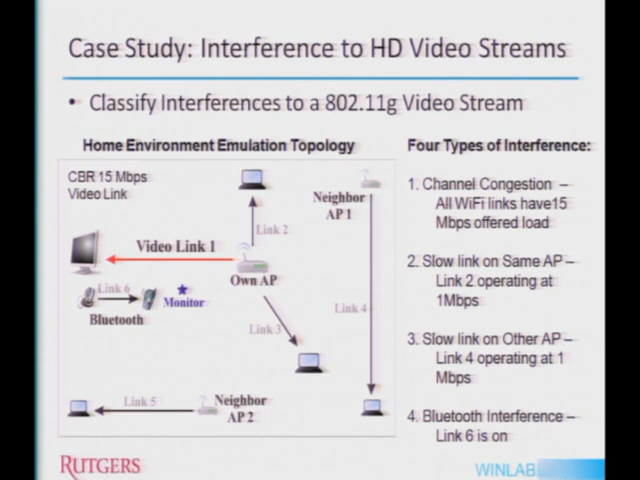 Case Study: Interference to HD Video Streams
• Classify Interferences to a 802.11g Video Stream
Home Environment Emulation Topology
CBR 15 Mbps
Video Link
Neighbor
AP 1
Link 2
Video Link 1
Own AP
Link 6
Monitor
Bluetooth
Link 4
Link 3
Link 5
Neighbor
AP 2
Four Types of Interference:
1. Channel Congestion –
All WiFi links have15
Mbps offered load
2. Slow link on Same AP –
Link 2 operating at
1Mbps
3. Slow link on Other AP –
Link 4 operating at 1
Mbps
4. Bluetooth Interference –
Link 6 is on
RUTGERS
WINLAB